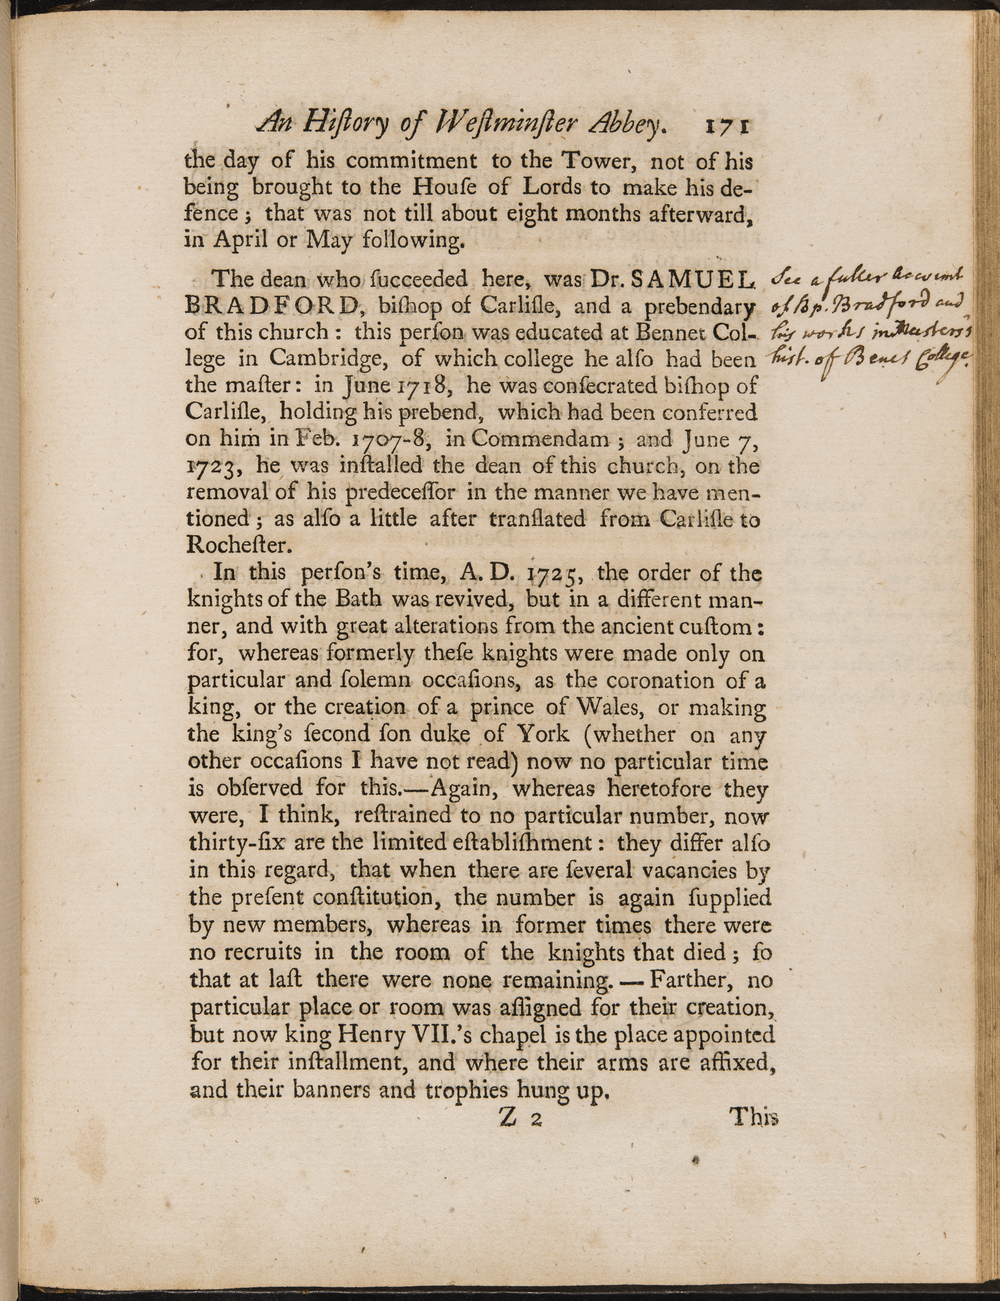 An Hiſtory of Weſtminſter Abbey. 171
the day of his commitment to the Tower, not of his
being brought to the Houſe of Lords to make his de-
fence; that was not till about eight months afterward,
in April or May following.
The dean who ſucceeded here, was Dr. SAMUEL
BRADFORD, biſhop of Carliſle, and a prebendary
of this church: this perſon was educated at Bennet Col-
lege in Cambridge, of which college he alſo had been
the maſter: in June 1718, he was conſecrated biſhop of
Carliſle, holding his prebend, which had been conferred
on him in Feb. 1707-8, in Commendam; and June 7,
1723, he was inſtalled the dean of this church, on the
removal of his predeceſſor in the manner we have men-
tioned; as alſo a little after tranſlated from Carliſle to
Rocheſter.
See a fuller Account
of Bp. Bradford and
his works in Masters's
hist. of Benet College.
In this perſon's time, A. D. 1725, the order of the
knights of the Bath was revived, but in a different man-
ner, and with great alterations from the ancient cuſtom:
for, whereas formerly theſe knights were made only on
particular and ſolemn occaſions, as the coronation of a
king, or the creation of a prince of Wales, or making
the king's ſecond ſon duke of York (whether on any
other occaſions I have not read) now no particular time
is obſerved for this.—Again, whereas heretofore they
were, I think, reſtrained to no particular number, now
thirty-ſix are the limited eſtabliſhment: they differ alſo
in this regard, that when there are ſeveral vacancies by
the preſent conſtitution, the number is again ſupplied
by new members, whereas in former times there were
no recruits in the room of the knights that died; ſo
that at laſt there were none remaining. — Farther, no
particular place or room was aſſigned for their creation,
but now king Henry VII.'s chapel is the place appointed
for their inſtallment, and where their arms are affixed,
and their banners and trophies hung up.
Z 2 This